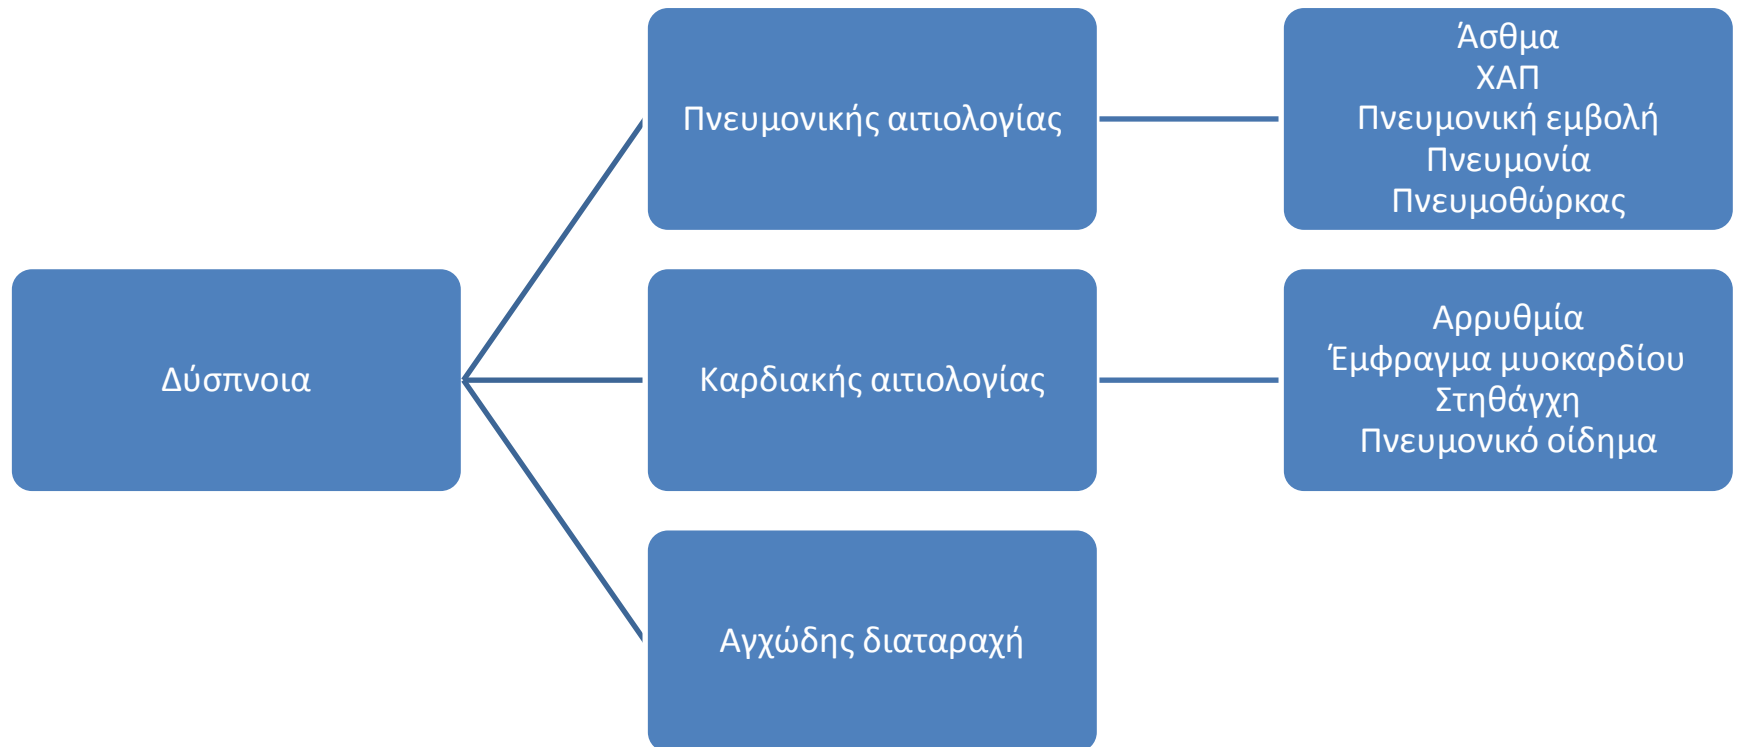 Δύσπνοια
Πνευμονικής αιτιολογίας
Άσθμα
ΧΑΠ
Πνευμονική εμβολή
Πνευμονία
Πνευμοθώρκας
Καρδιακής αιτιολογίας
Αρρυθμία
Έμφραγμα μυοκαρδίου
Στηθάγχη
Πνευμονικό οίδημα
Αγχώδης διαταραχή